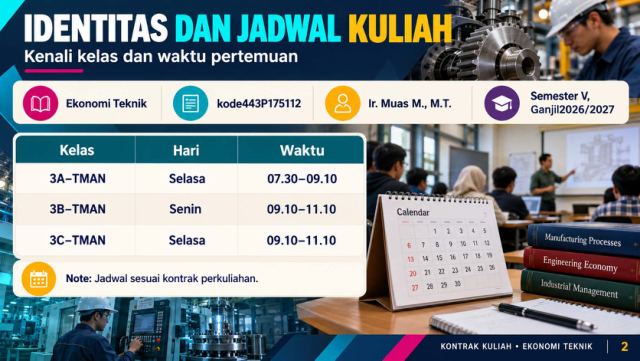 IDENTITAS DAN JADWAL KULIAH
Kenali kelas dan waktu pertemuan
Ekonomi Teknik
kode443P175112
Ir. Muas M., M.T.
Semester V,
Ganjil2026/2027
Kelas Hari Waktu
3A-TMAN Selasa 07.30-09.10
3B-TMAN Senin 09.10-11.10
3C-TMAN Selasa 09.10-11.10
Note: Jadwal sesuai kontrak perkuliahan.
Calendar
Manufacturing Processes
Engineering Economy
Industrial Management
KONTRAK KULIAH • EKONOMI TEKNIK | 2